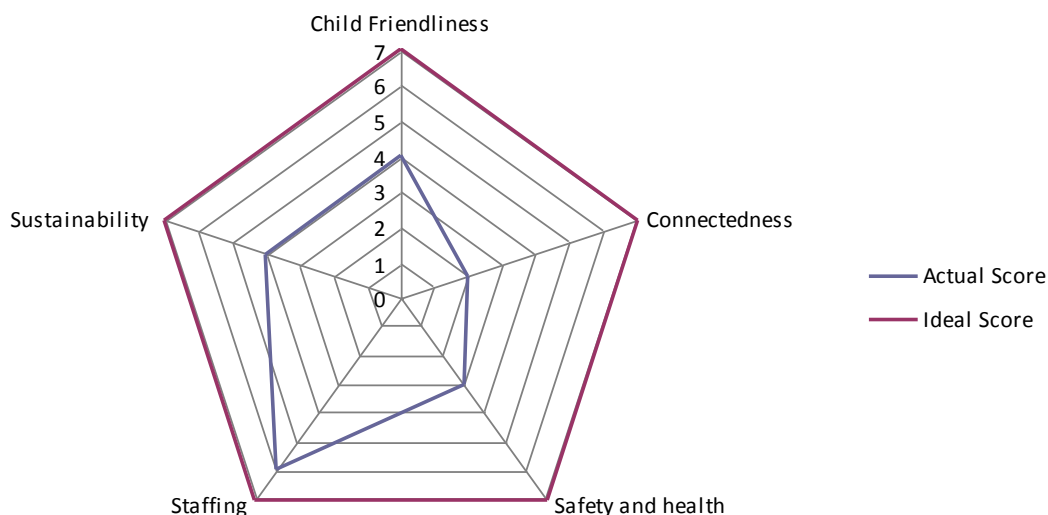 Child Friendliness
7
6
5
4
3
2
1
0
Sustainability
Connectedness
Actual Score
Ideal Score
Staffing
Safety and health